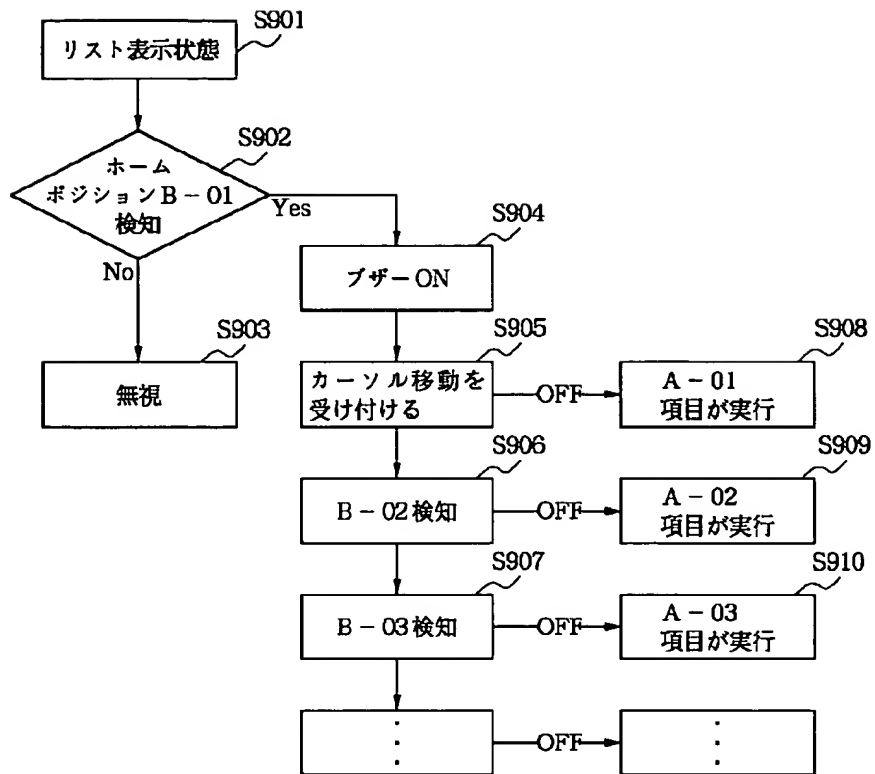 S901
リスト表示状態
S902
ホーム
ポジションB－01
検知
Yes
No
S903
無視
S904
ブザーON
S905
カーソル移動を
受け付ける
OFF
S908
A－01
項目が実行
S906
B－02検知
OFF
S909
A－02
項目が実行
S907
B－03検知
OFF
S910
A－03
項目が実行
OFF